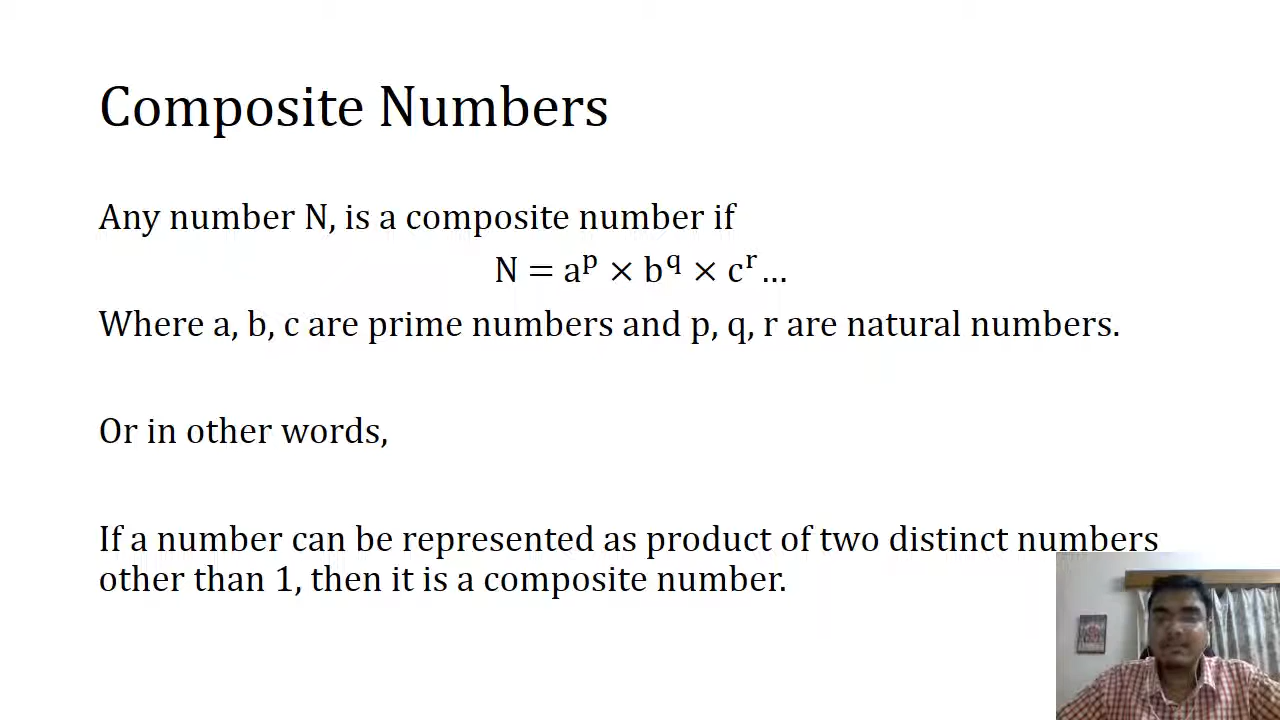 Composite Numbers
Any number N, is a composite number if
N = aᵖ × b^q × cʳ …
Where a, b, c are prime numbers and p, q, r are natural numbers.
Or in other words,
If a number can be represented as product of two distinct numbers
other than 1, then it is a composite number.